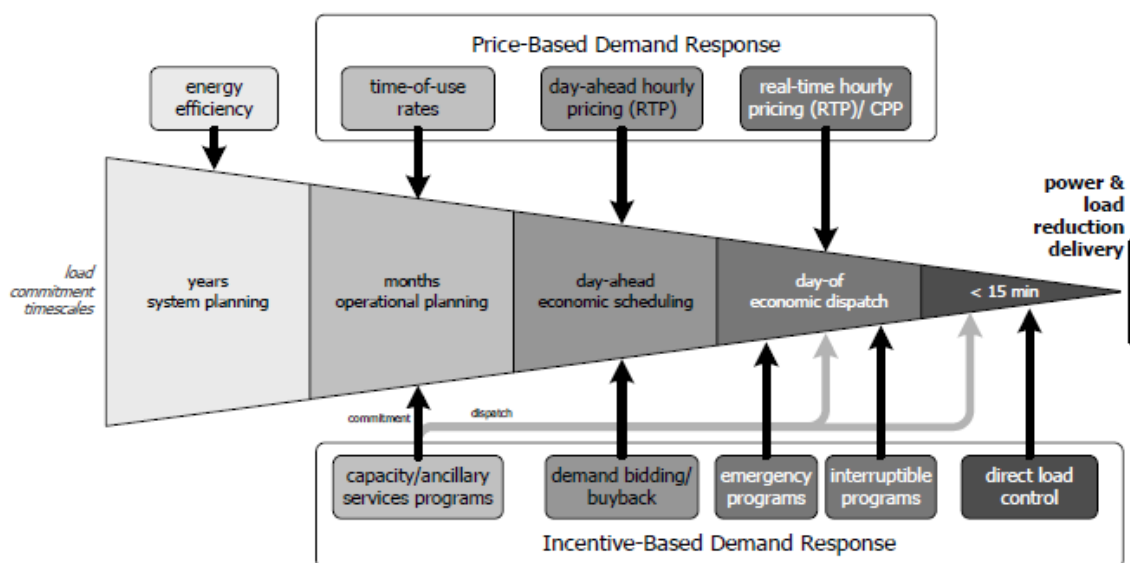 Price-Based Demand Response
energy
efficiency
time-of-use
rates
day-ahead hourly
pricing (RTP)
real-time hourly
pricing (RTP)/ CPP
power &
load
reduction
delivery
load
commitment
timescales
years
system planning
months
operational planning
day-ahead
economic scheduling
day-of
economic dispatch
< 15 min
commitment
dispatch
capacity/ancillary
services programs
demand bidding/
buyback
emergency
programs
interruptible
programs
direct load
control
Incentive-Based Demand Response